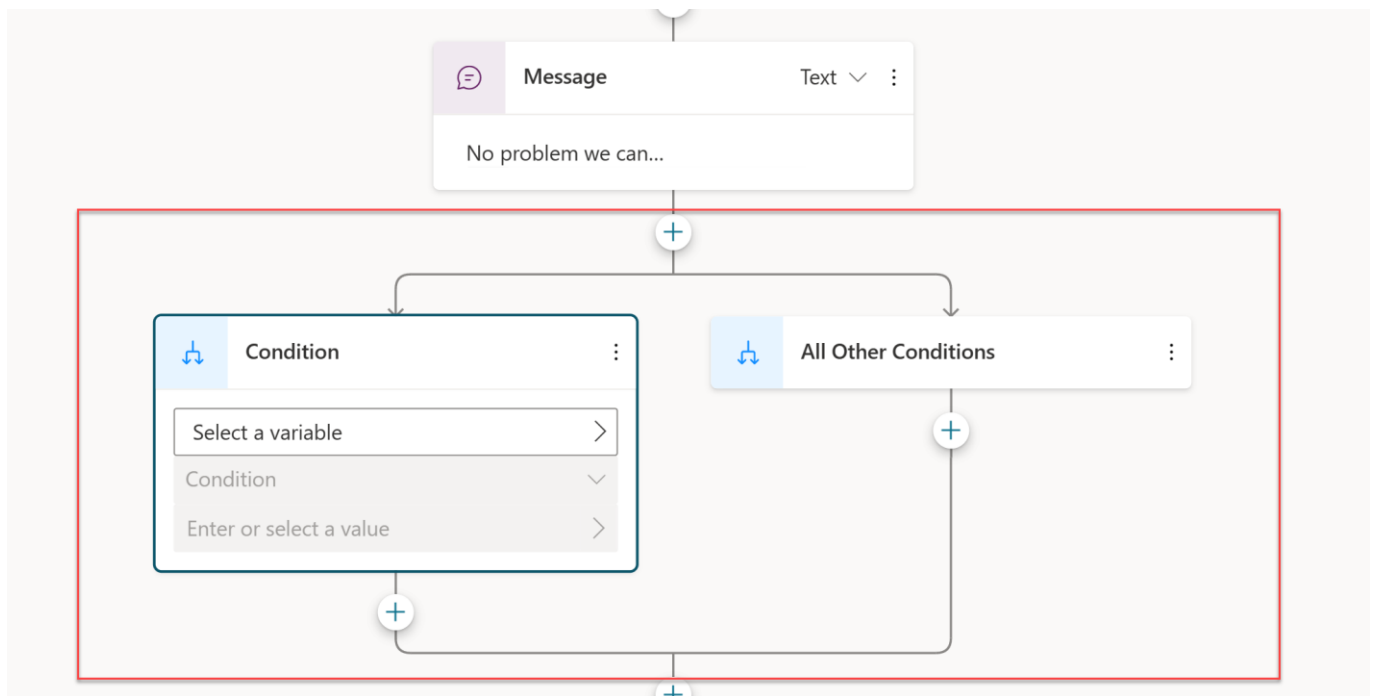 Message
Text
No problem we can...
Condition
All Other Conditions
Select a variable
Condition
Enter or select a value